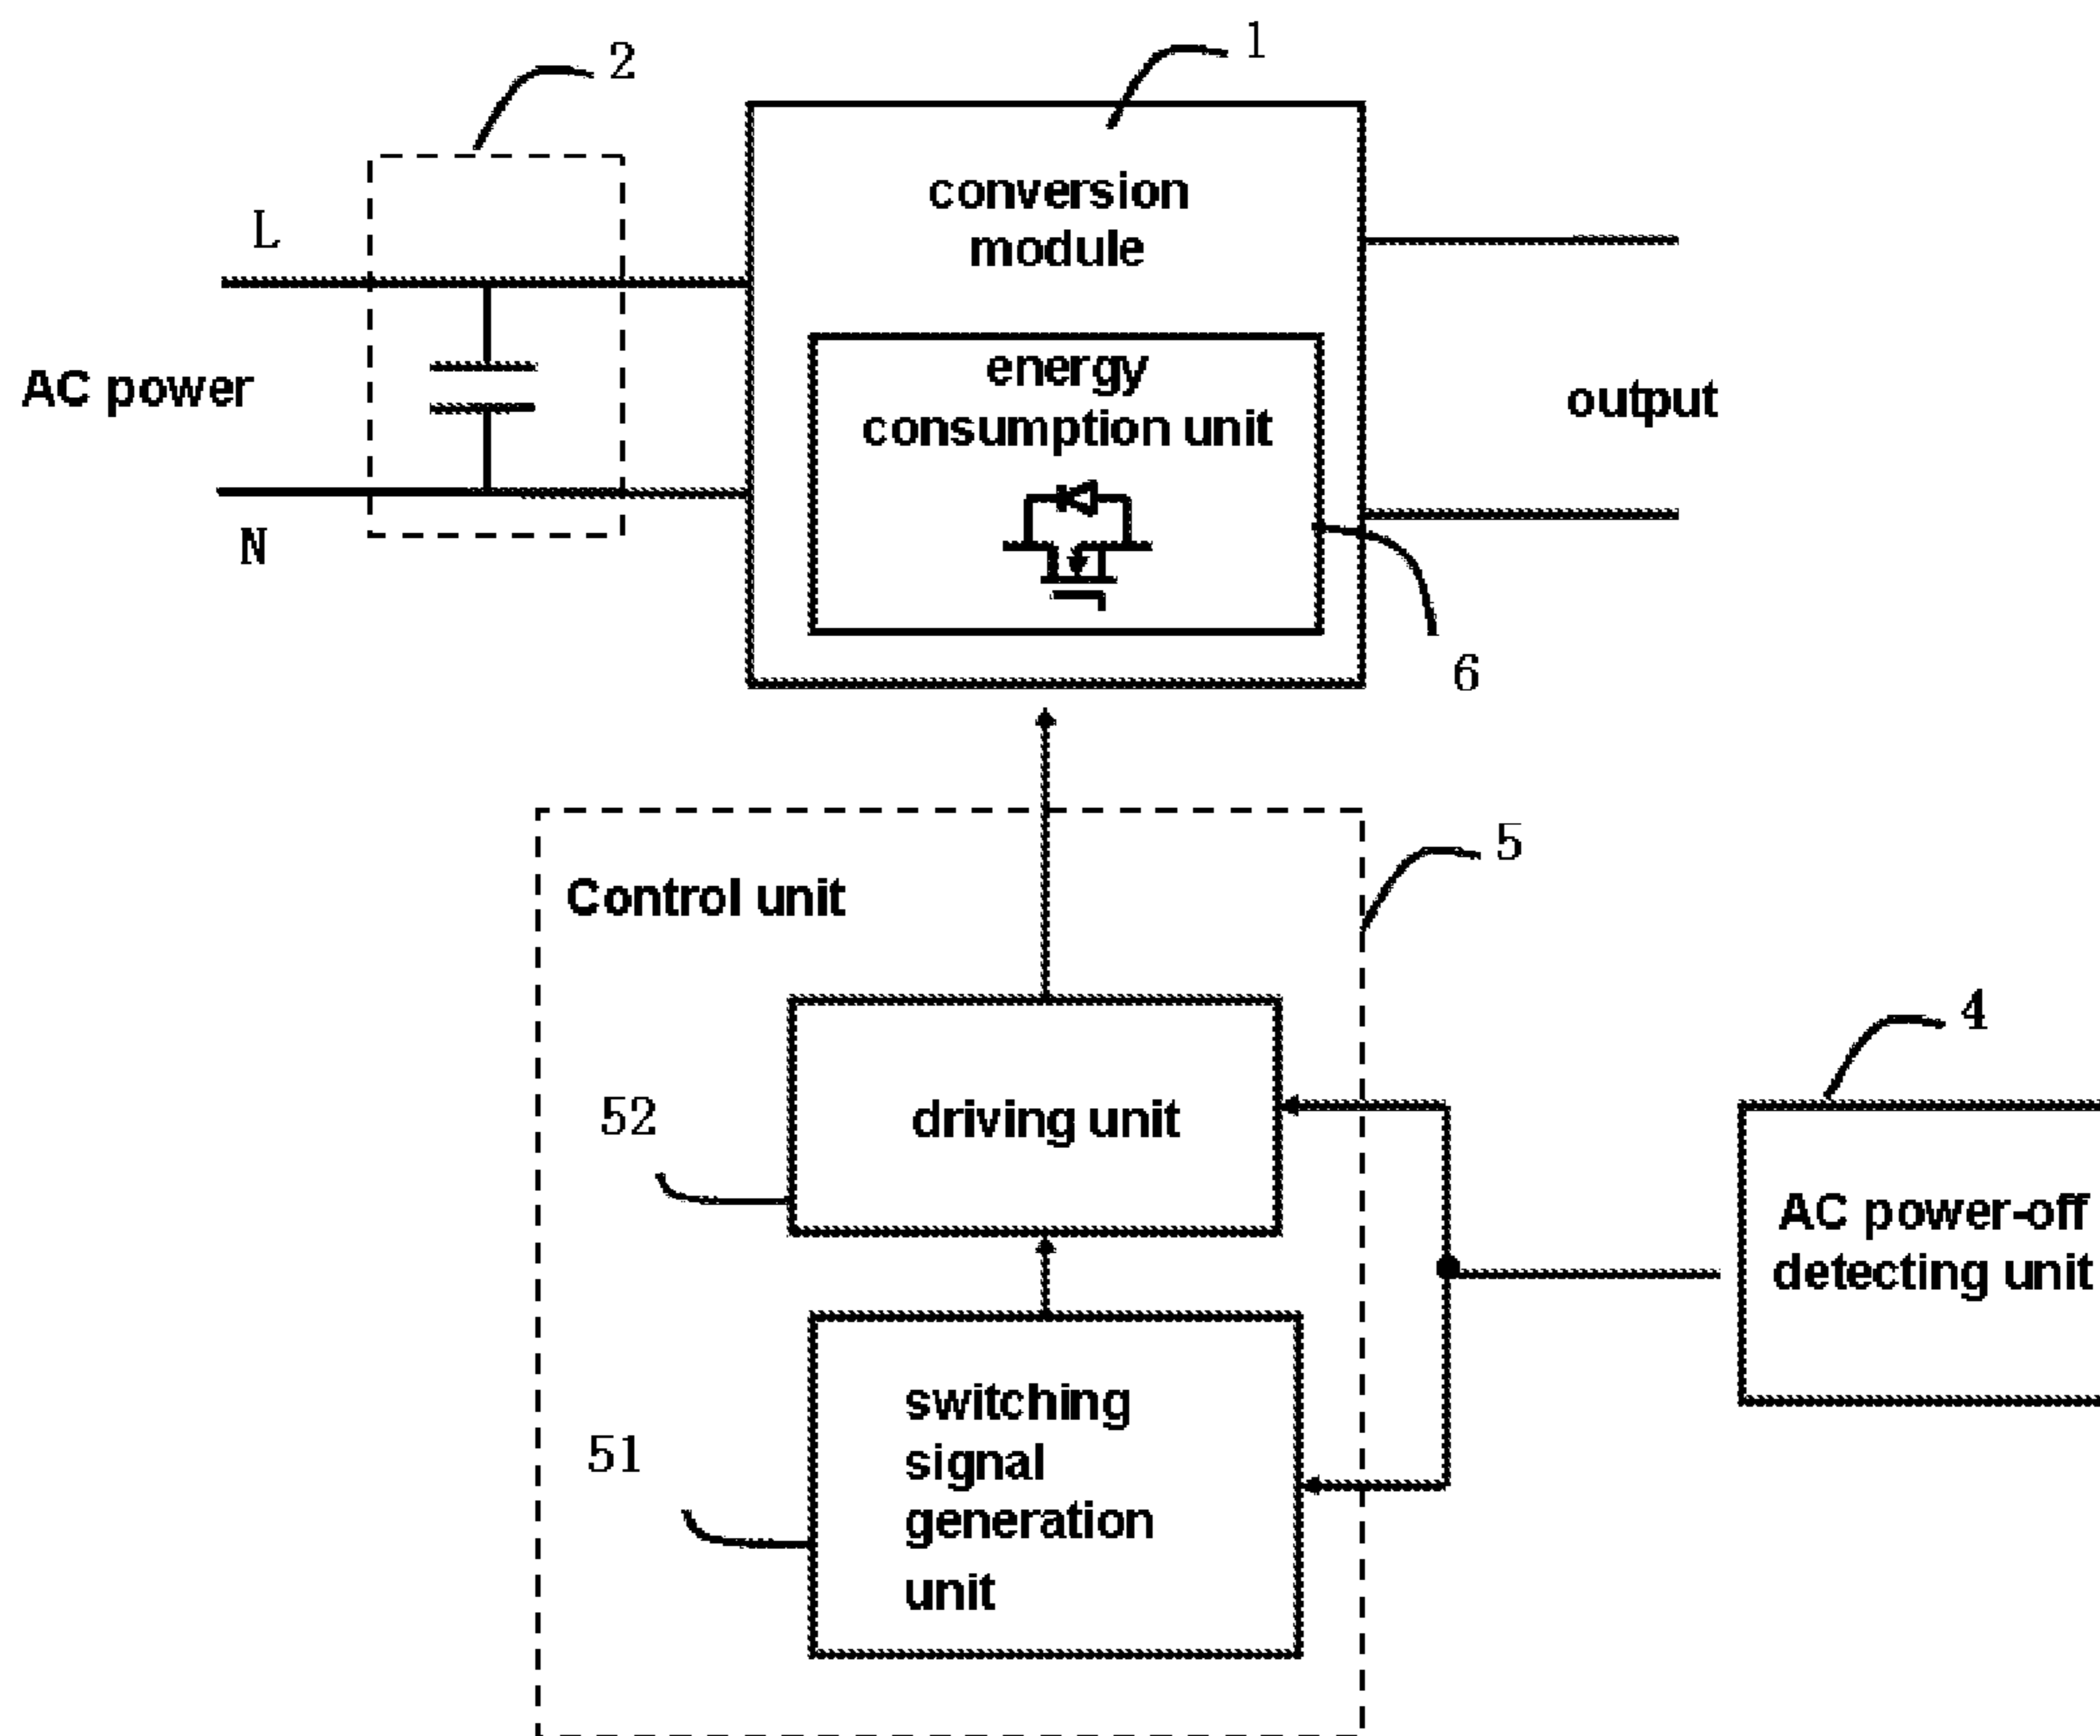 2
1
conversion
module
L
energy
consumption unit
AC power
output
N
6
5
Control unit
4
52
driving unit
AC power-off
detecting unit
switching
signal
generation
unit
51